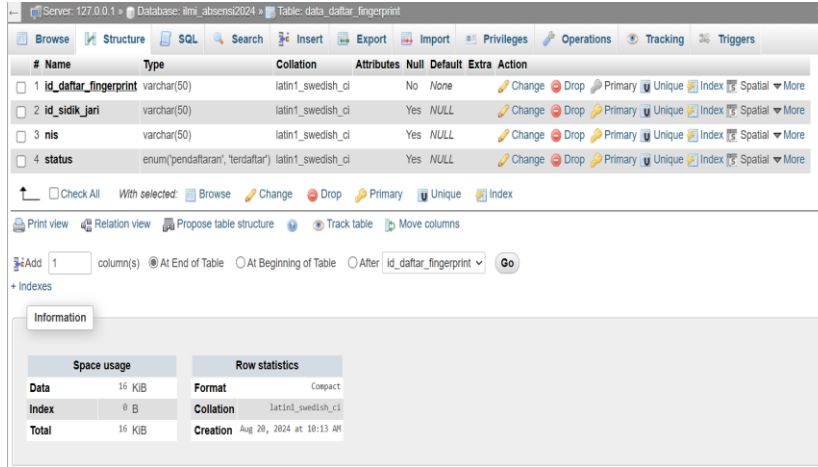 Server: 127.0.0.1 » Database: ilmi_absensi2024 » Table: data_daftar_fingerprint
Browse Structure SQL Search Insert Export Import Privileges Operations Tracking Triggers
# Name Type Collation Attributes Null Default Extra Action
1 id_daftar_fingerprint varchar(50) latin1_swedish_ci No None Change Drop Primary Unique Index Spatial More
2 id_sidik_jari varchar(50) latin1_swedish_ci Yes NULL Change Drop Primary Unique Index Spatial More
3 nis varchar(50) latin1_swedish_ci Yes NULL Change Drop Primary Unique Index Spatial More
4 status enum('pendaftaran', 'terdaftar') latin1_swedish_ci Yes NULL Change Drop Primary Unique Index Spatial More
Check All With selected: Browse Change Drop Primary Unique Index
Print view Relation view Propose table structure Track table Move columns
Add 1 column(s) At End of Table At Beginning of Table After id_daftar_fingerprint Go
+ Indexes
Information
Space usage Row statistics
Data 16 KiB Format Compact
Index 0 B Collation latin1_swedish_ci
Total 16 KiB Creation Aug 20, 2024 at 10:13 AM